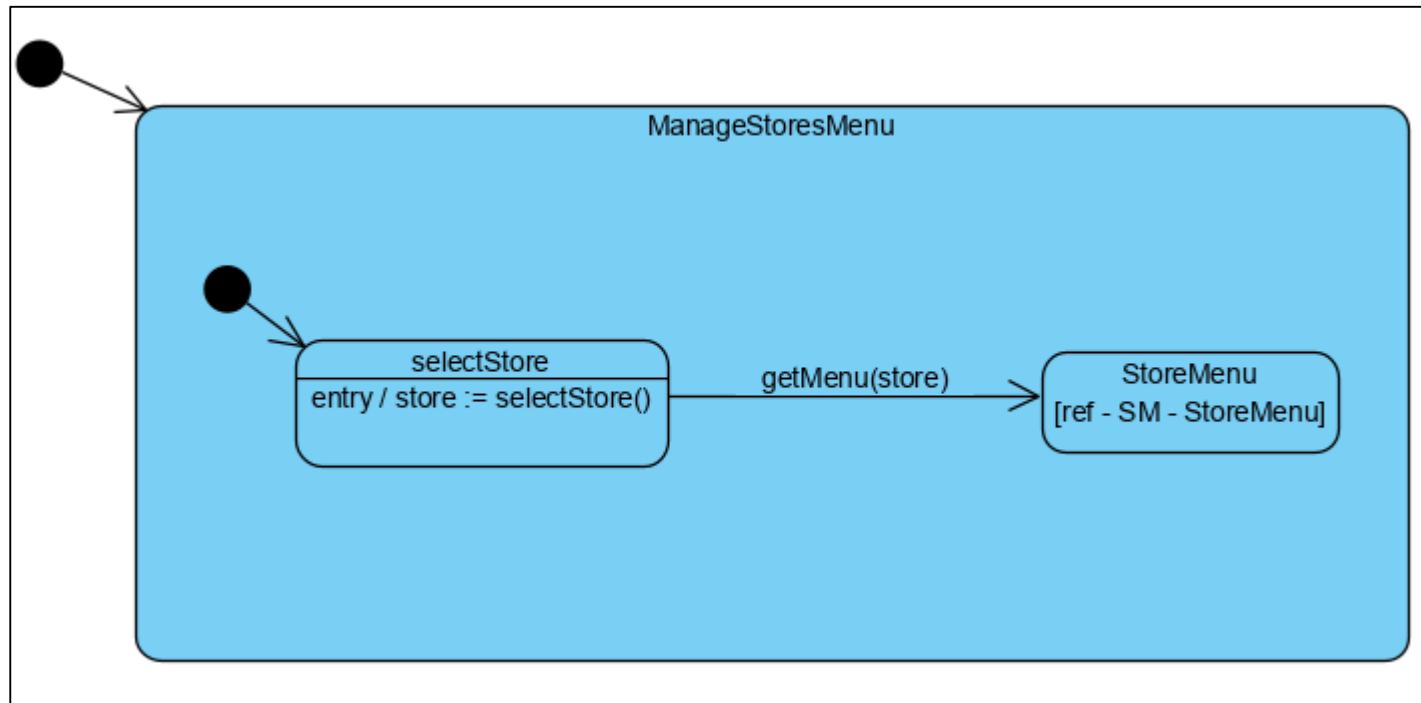 ManageStoresMenu
selectStore
entry / store := selectStore()
getMenu(store)
StoreMenu
[ref - SM - StoreMenu]